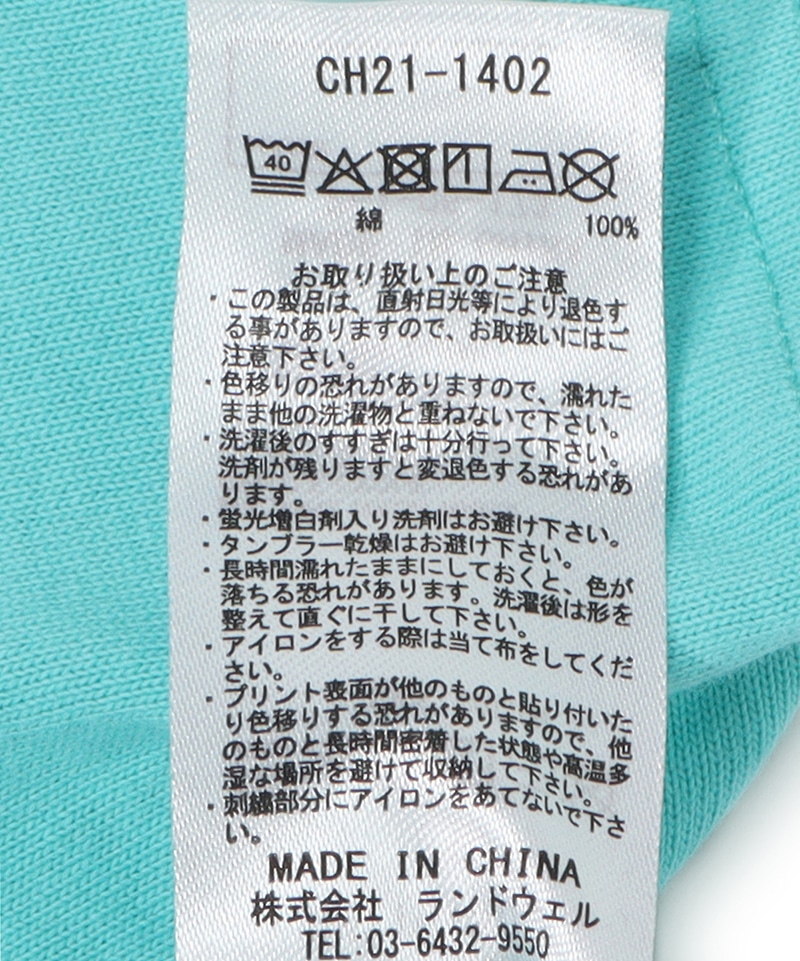 CH21-1402
40
綿 100%
お取り扱い上のご注意
・この製品は、直射日光等により退色す
る事がありますので、お取扱いにはご
注意下さい。
・色移りの恐れがありますので、濡れた
まま他の洗濯物と重ねないで下さい。
・洗濯後のすすぎは十分行って下さい。
洗剤が残りますと変退色する恐れがあ
ります。
・蛍光増白剤入り洗剤はお避け下さい。
・タンブラー乾燥はお避け下さい。
・長時間濡れたままにしておくと、色が
落ちる恐れがあります。洗濯後は形を
整えて直ぐに干して下さい。
・アイロンをする際は当て布をしてくだ
さい。
・プリント表面が他のものと貼り付いた
り色移りする恐れがありますので、他
のものと長時間密着した状態や高温多
湿な場所を避けて収納して下さい。
・刺繍部分にアイロンをあてないで下さ
い。
MADE IN CHINA
株式会社 ランドウエル
TEL:03-6432-9550